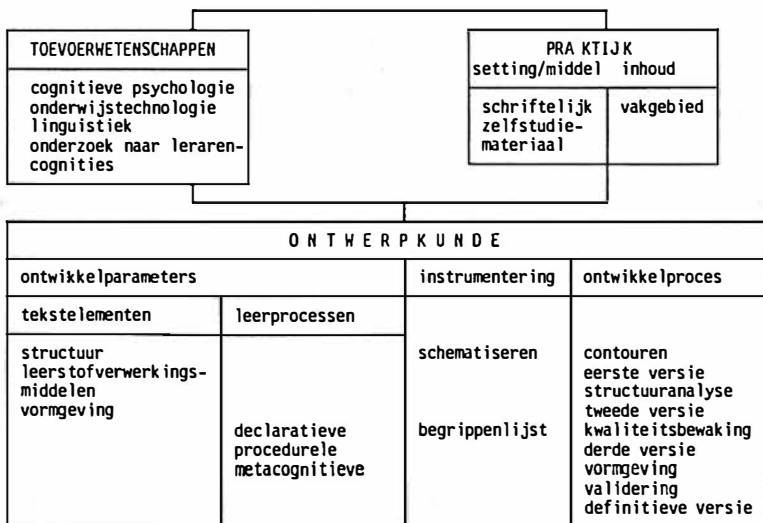 TOEVOERWETENSCHAPPEN
cognitieve psychologie
onderwijstechnologie
linguistiek
onderzoek naar leraren-
cognities
PRAKTIJK
setting/middel inhoud
schriftelijk
zelfstudie-
materiaal
vakgebied
ONTWERPKUNDE
ontwikkelparameters
tekstelementen
structuur
leerstofverwerkings-
middelen
vormgeving
leerprocessen
declaratieve
procedurele
metacognitieve
instrumentering
schematiseren
begrippenlijst
ontwikkelproces
contouren
eerste versie
structuuranalyse
tweede versie
kwaliteitsbewaking
derde versie
vormgeving
validering
definitieve versie